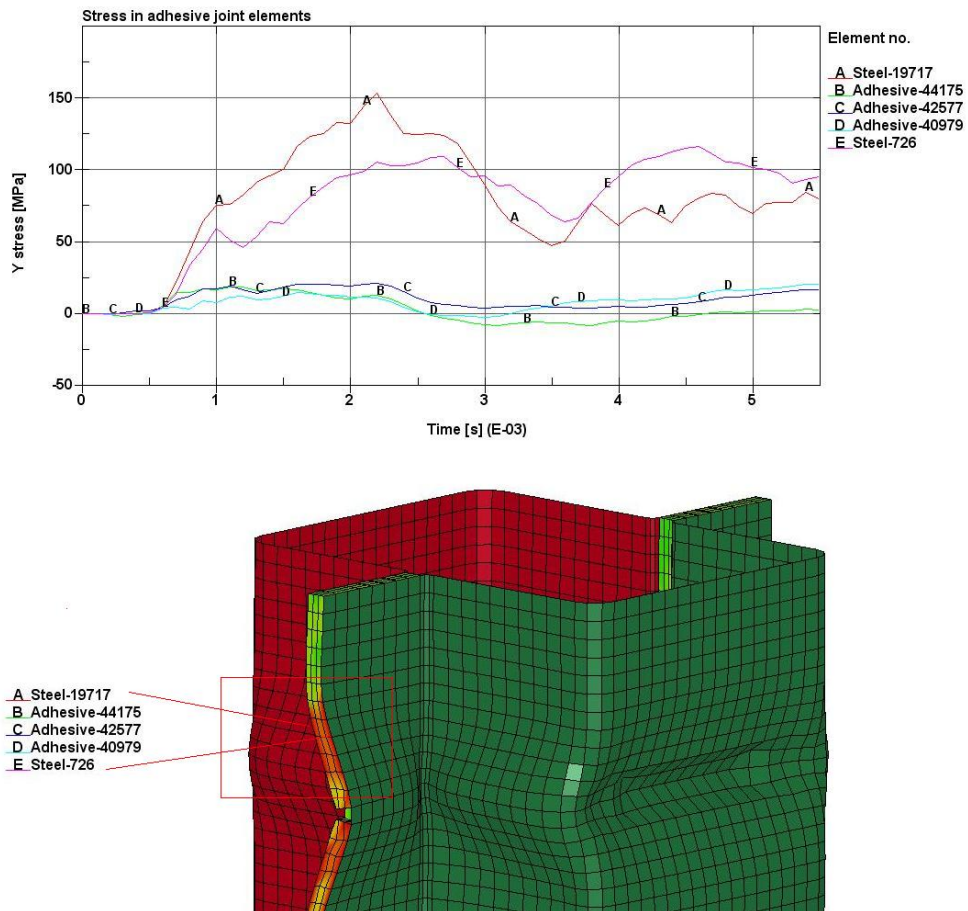 Stress in adhesive joint elements
Element no.
A Steel-19717
B Adhesive-44175
C Adhesive-42577
D Adhesive-40979
E Steel-726
Y stress [MPa]
150
100
50
0
-50
0 1 2 3 4 5
Time [s] (E-03)
A A A A A
B B B B B
C C C C C
D D D D D
E E E E E
A Steel-19717
B Adhesive-44175
C Adhesive-42577
D Adhesive-40979
E Steel-726